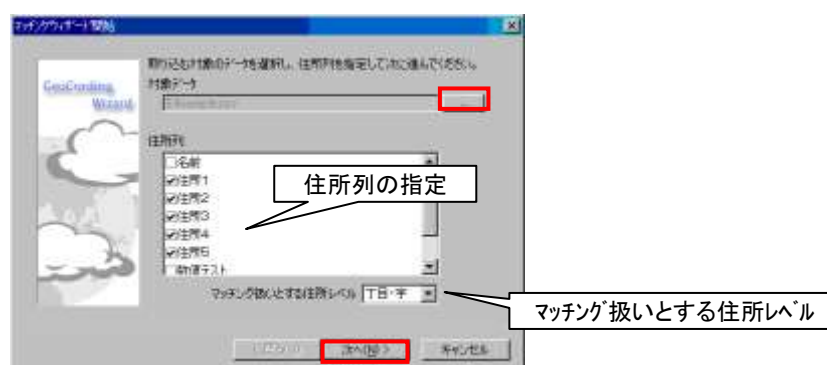 マッチングウィザード開始
取り込む対象のデータを選択し、住所列を指定して次に進んでください。
対象データ
GeoCording
Wizard
...
住所列
名前
住所1
住所2
住所3
住所4
住所5
数値テスト
住所列の指定
マッチング扱いとする住所レベル 丁目・字
マッチング扱いとする住所レベル
次へ(N) >
キャンセル